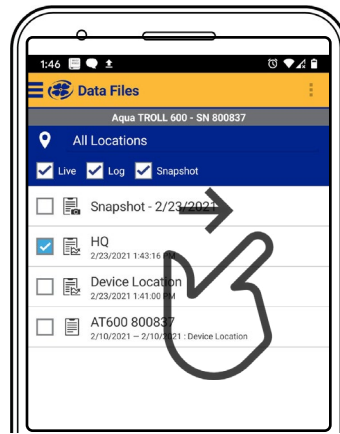 1:46
Data Files
Aqua TROLL 600 - SN 800837
All Locations
Live Log Snapshot
Snapshot - 2/23/2021
HQ
2/23/2021 1:43:16 PM
Device Location
2/23/2021 1:41:00 PM
AT600 800837
2/10/2021 – 2/10/2021 : Device Location